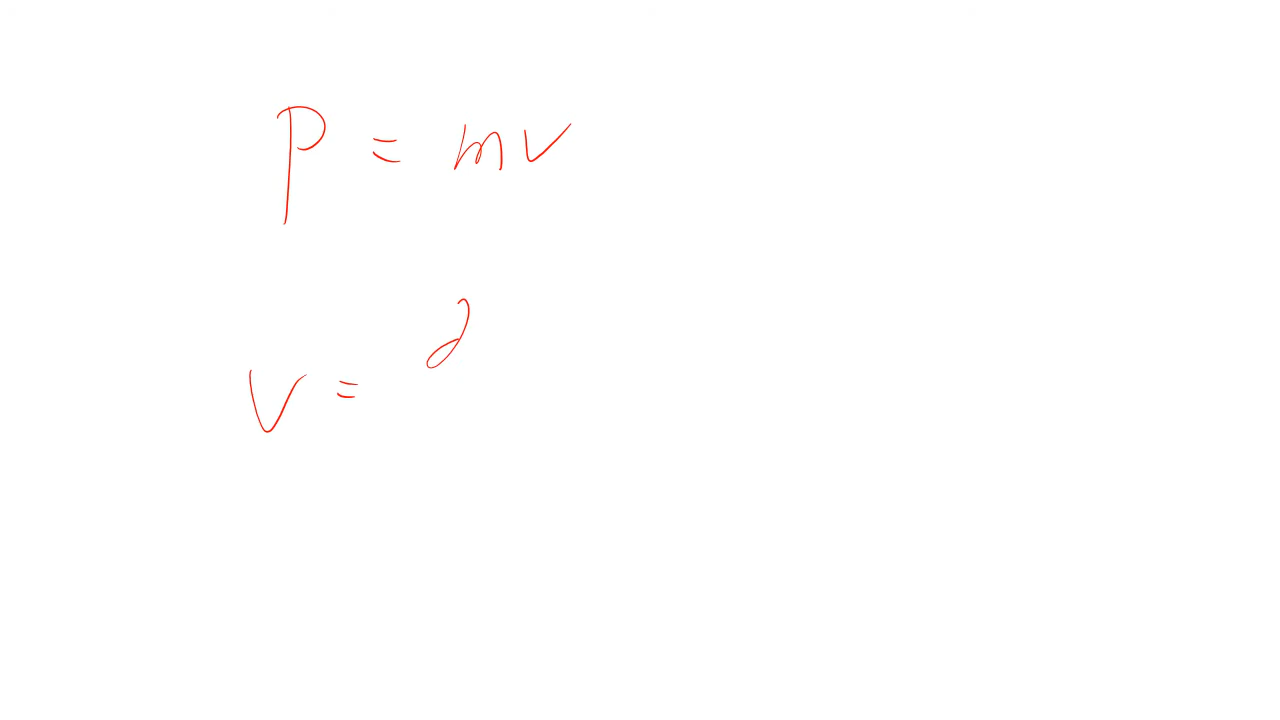 P = mv
V = ∂